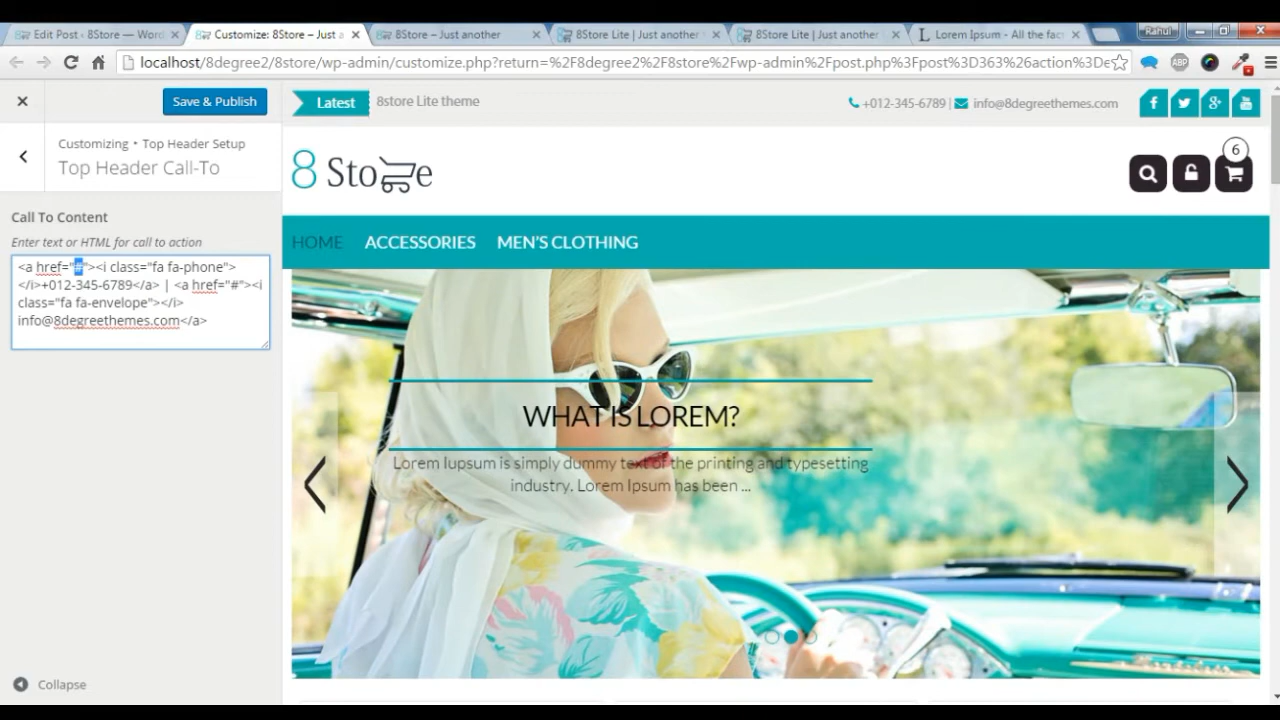 Edit Post ‹ 8Store — Word
Customize: 8Store – Just a
8Store – Just another
8Store Lite | Just another
8Store Lite | Just another
Lorem Ipsum - All the fac
Rahul
localhost/8degree2/8store/wp-admin/customize.php?return=%2F8degree2%2F8store%2Fwp-admin%2Fpost.php%3Fpost%3D363%26action%3De
ABP
Save & Publish
Customizing • Top Header Setup
Top Header Call-To
Call To Content
Enter text or HTML for call to action
<a href="#"><i class="fa fa-phone">
</i>+012-345-6789</a> | <a href="#"><i
class="fa fa-envelope"></i>
info@8degreethemes.com</a>
Collapse
Latest
8store Lite theme
+012-345-6789 |
info@8degreethemes.com
8 Store
6
HOME
ACCESSORIES
MEN'S CLOTHING
WHAT IS LOREM?
Lorem Iupsum is simply dummy text of the printing and typesetting
industry. Lorem Ipsum has been ...